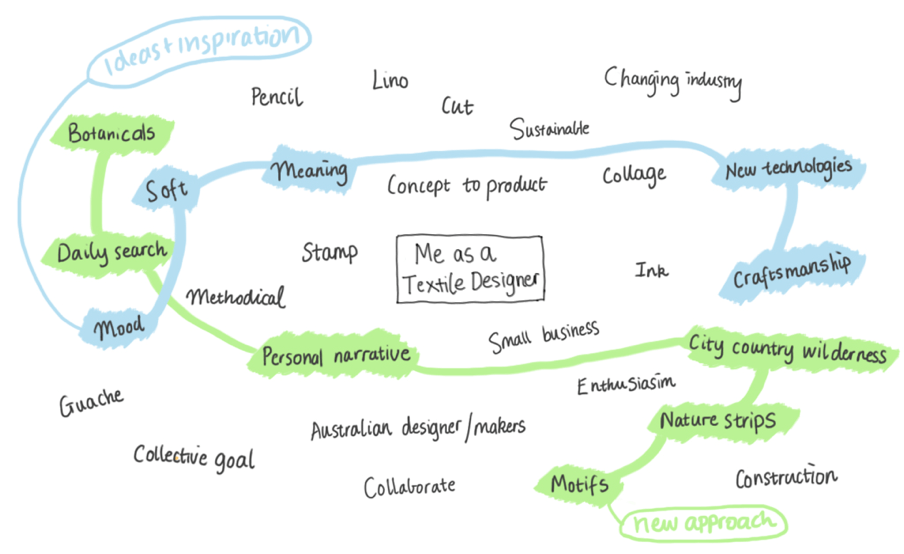 Ideas + inspiration
Lino
Changing industry
Pencil
Cut
Botanicals
Sustainable
Meaning
New technologies
Soft
Concept to product
Collage
Daily search
Stamp
Me as a
Textile Designer
Ink
Craftsmanship
Methodical
Mood
Small business
Personal narrative
City country wilderness
Enthusiasim
Guache
Nature strips
Australian designer/makers
Collective goal
Collaborate
Motifs
Construction
new approach